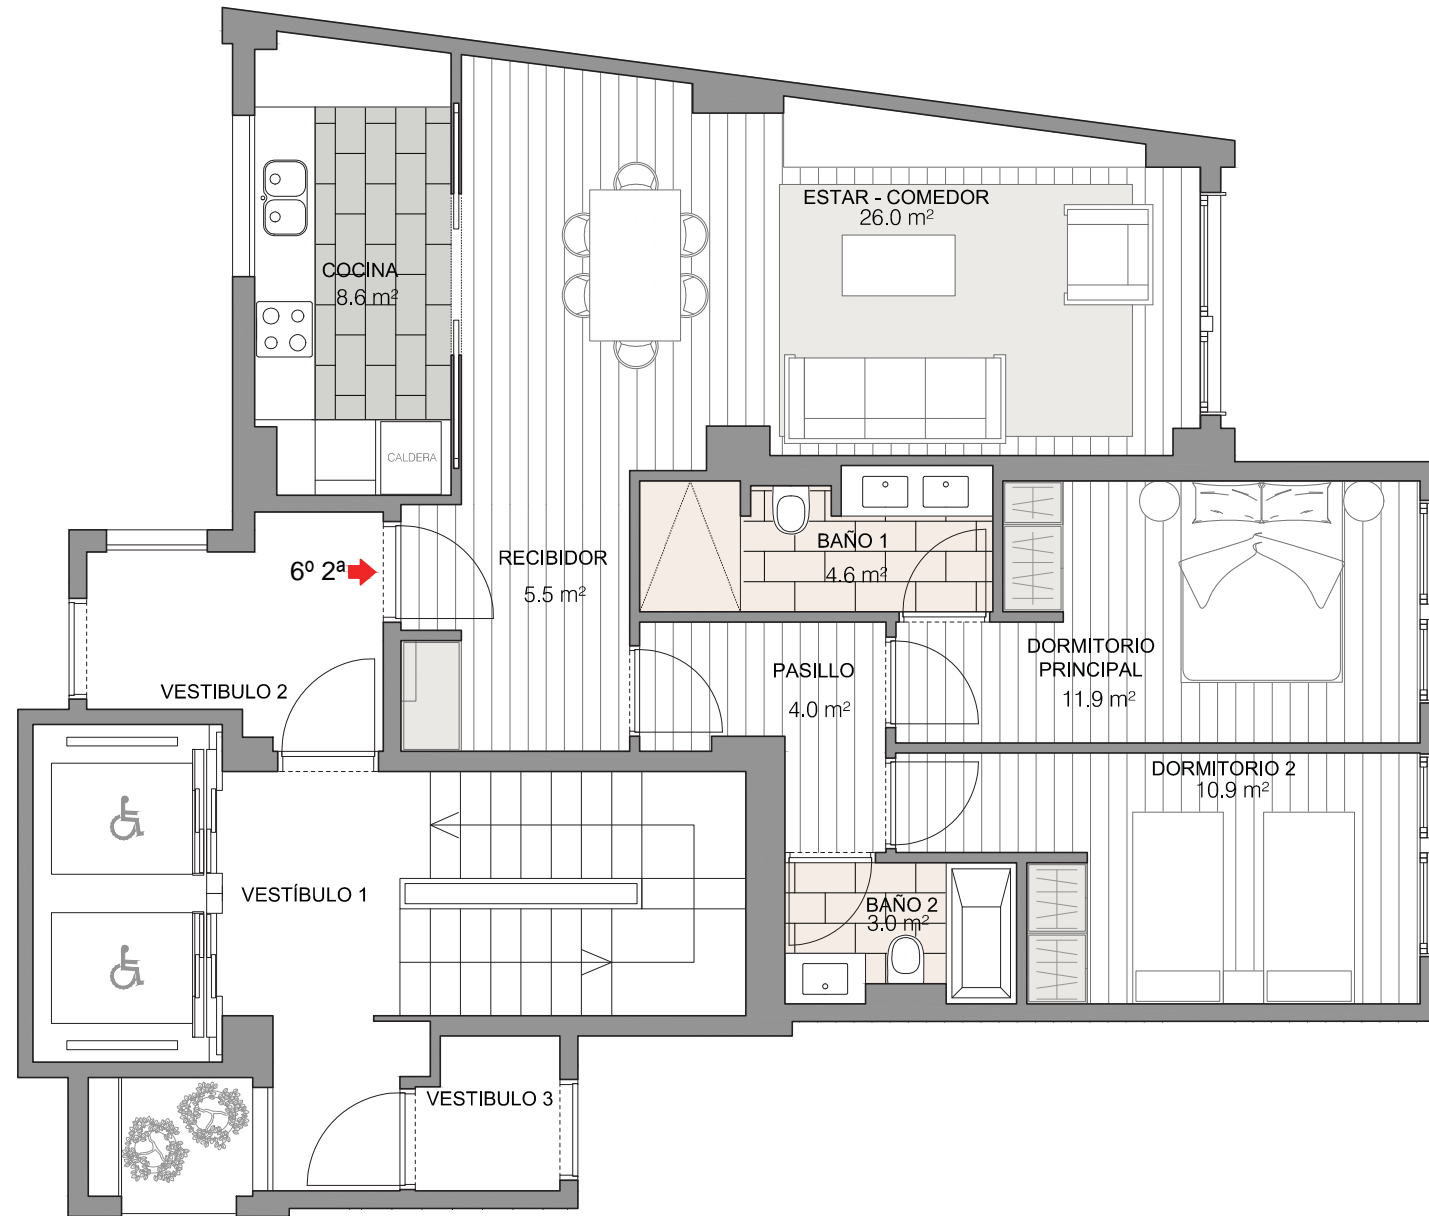 ESTAR - COMEDOR
26.0 m²
COCINA
8.6 m²
CALDERA
6º 2ª
RECIBIDOR
5.5 m²
BAÑO 1
4.6 m²
VESTIBULO 2
PASILLO
4.0 m²
DORMITORIO
PRINCIPAL
11.9 m²
DORMITORIO 2
10.9 m²
VESTÍBULO 1
BAÑO 2
3.0 m²
VESTIBULO 3